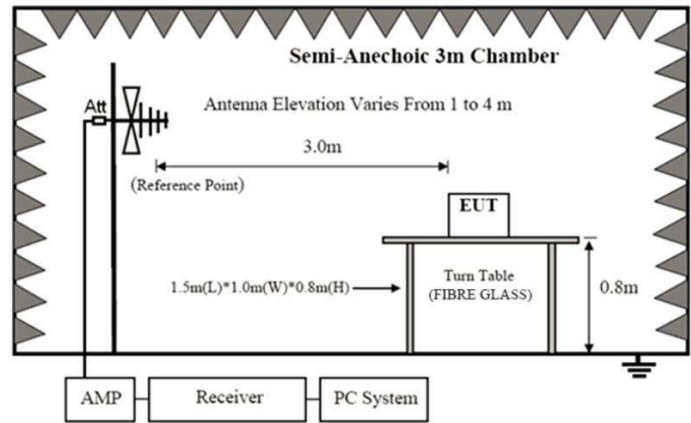 Semi-Anechoic 3m Chamber
Att
Antenna Elevation Varies From 1 to 4 m
3.0m
(Reference Point)
EUT
1.5m(L)*1.0m(W)*0.8m(H)
Turn Table
(FIBRE GLASS)
0.8m
AMP
Receiver
PC System